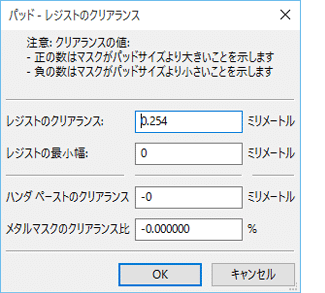 パッド - レジストのクリアランス
注意: クリアランスの値:
- 正の数はマスクがパッドサイズより大きいことを示します
- 負の数はマスクがパッドサイズより小さいことを示します
レジストのクリアランス: 0.254 ミリメートル
レジストの最小幅: 0 ミリメートル
ハンダ ペーストのクリアランス -0 ミリメートル
メタルマスクのクリアランス比 -0.000000 %
OK キャンセル